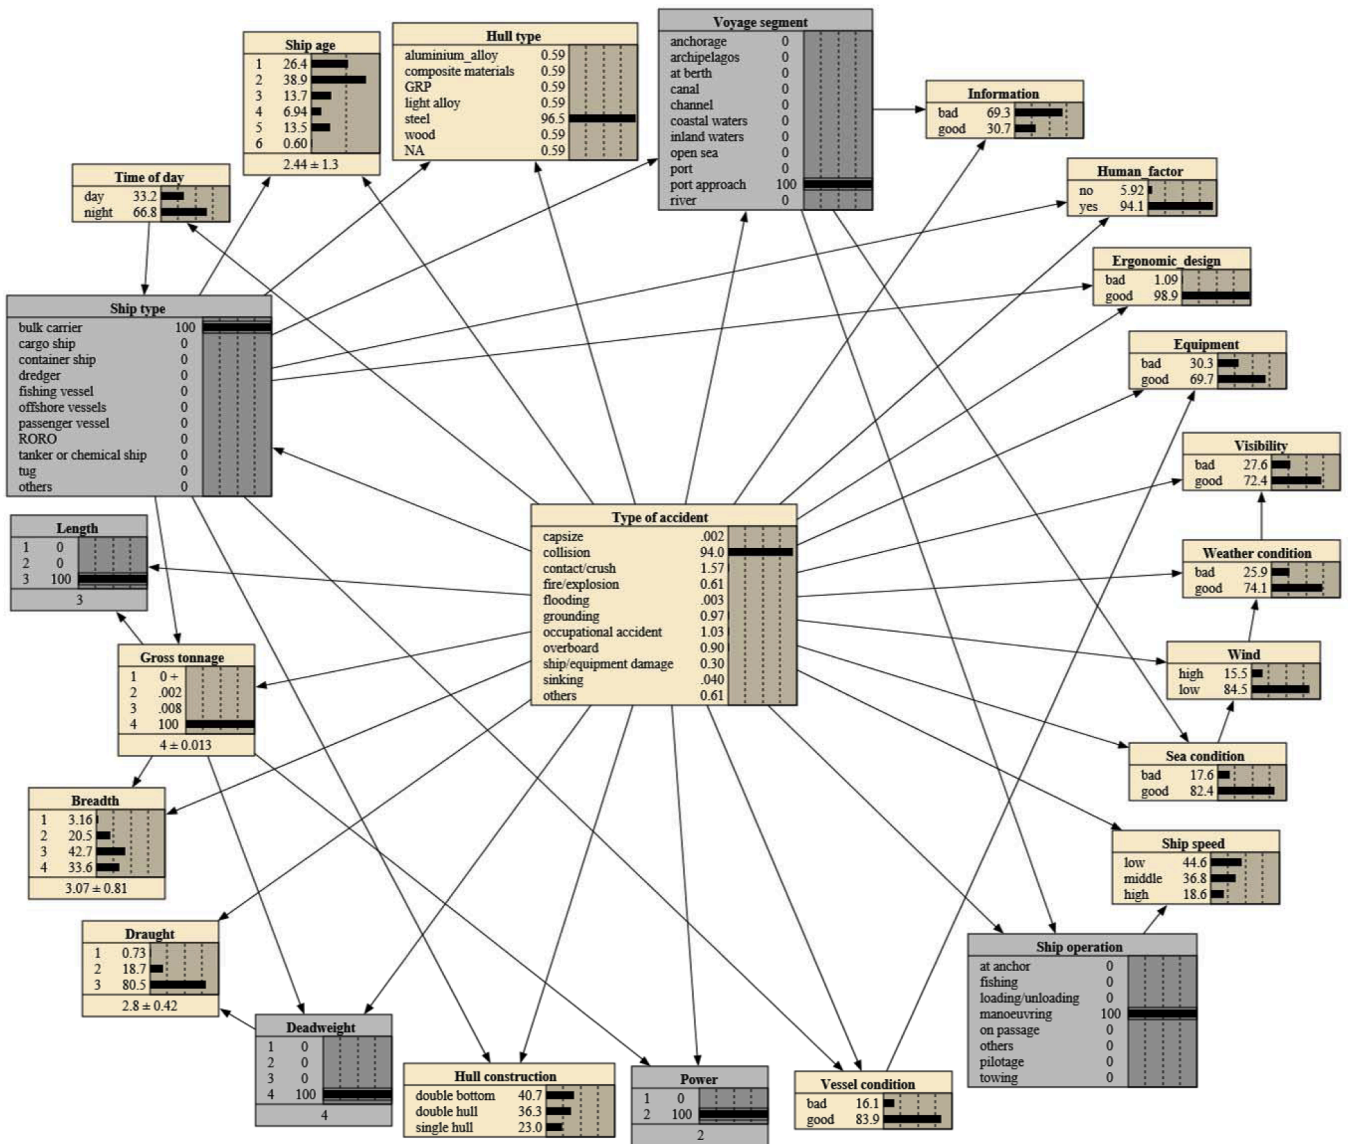 Voyage segment
anchorage 0
archipelagos 0
at berth 0
canal 0
channel 0
coastal waters 0
inland waters 0
open sea 0
port 0
port approach 100
river 0
Hull type
aluminium_alloy 0.59
composite materials 0.59
GRP 0.59
light alloy 0.59
steel 96.5
wood 0.59
NA 0.59
Ship age
1 26.4
2 38.9
3 13.7
4 6.94
5 13.5
6 0.60
2.44 ± 1.3
Information
bad 69.3
good 30.7
Time of day
day 33.2
night 66.8
Human_factor
no 5.92
yes 94.1
Ergonomic_design
bad 1.09
good 98.9
Ship type
bulk carrier 100
cargo ship 0
container ship 0
dredger 0
fishing vessel 0
offshore vessels 0
passenger vessel 0
RORO 0
tanker or chemical ship 0
tug 0
others 0
Equipment
bad 30.3
good 69.7
Visibility
bad 27.6
good 72.4
Type of accident
capsize .002
collision 94.0
contact/crush 1.57
fire/explosion 0.61
flooding .003
grounding 0.97
occupational accident 1.03
overboard 0.90
ship/equipment damage 0.30
sinking .040
others 0.61
Length
1 0
2 0
3 100
3
Weather condition
bad 25.9
good 74.1
Gross tonnage
1 0 +
2 .002
3 .008
4 100
4 ± 0.013
Wind
high 15.5
low 84.5
Sea condition
bad 17.6
good 82.4
Breadth
1 3.16
2 20.5
3 42.7
4 33.6
3.07 ± 0.81
Ship speed
low 44.6
middle 36.8
high 18.6
Draught
1 0.73
2 18.7
3 80.5
2.8 ± 0.42
Ship operation
at anchor 0
fishing 0
loading/unloading 0
manoeuvring 100
on passage 0
others 0
pilotage 0
towing 0
Deadweight
1 0
2 0
3 0
4 100
4
Hull construction
double bottom 40.7
double hull 36.3
single hull 23.0
Power
1 0
2 100
2
Vessel condition
bad 16.1
good 83.9